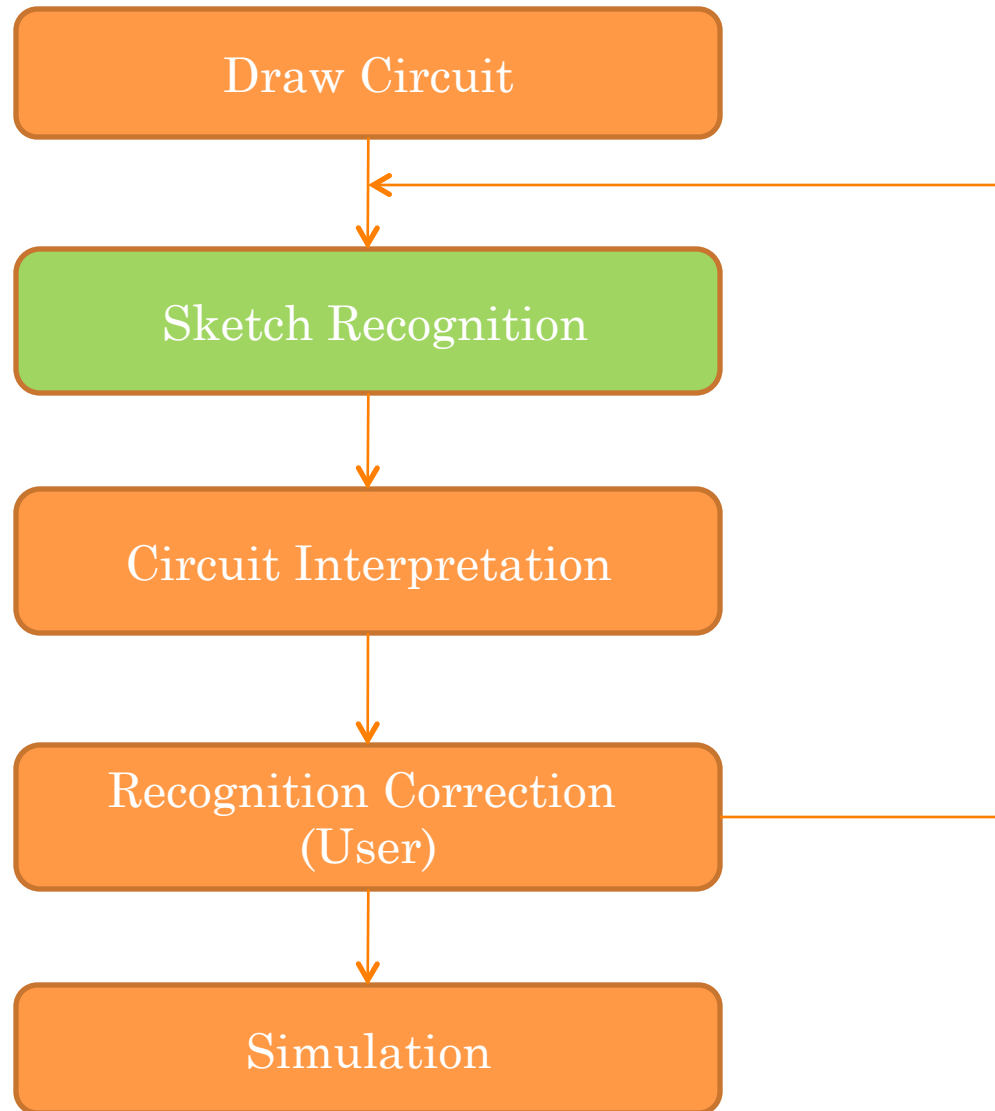 Draw Circuit
Sketch Recognition
Circuit Interpretation
Recognition Correction
(User)
Simulation